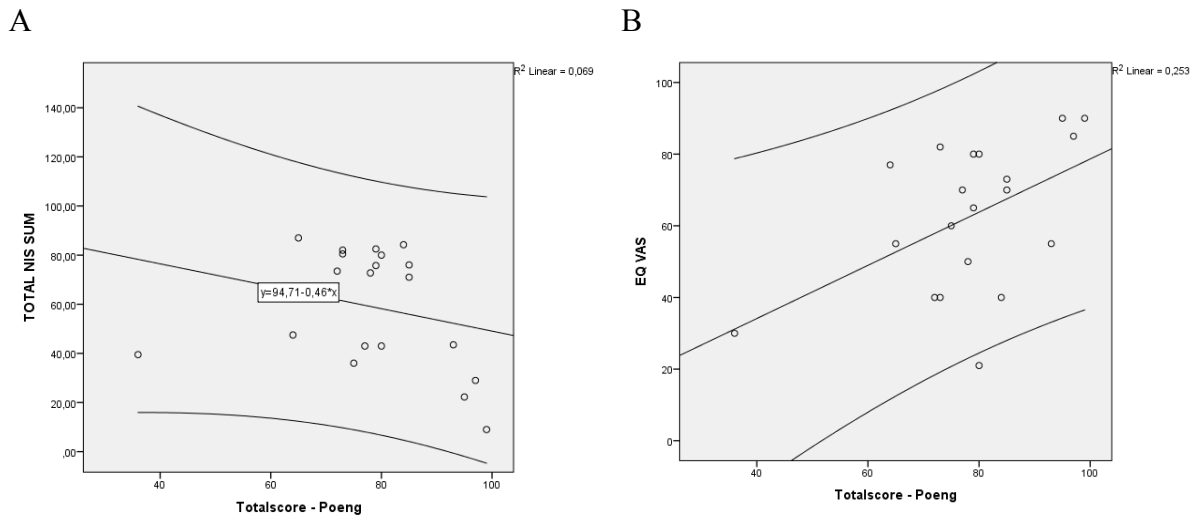 A
B
R² Linear = 0,069
140,00
120,00
100,00
80,00
60,00
40,00
20,00
,00
TOTAL NIS SUM
y=94,71-0,46*x
40
60
80
100
Totalscore - Poeng
R² Linear = 0,253
100
80
60
40
20
0
EQ VAS
40
60
80
100
Totalscore - Poeng